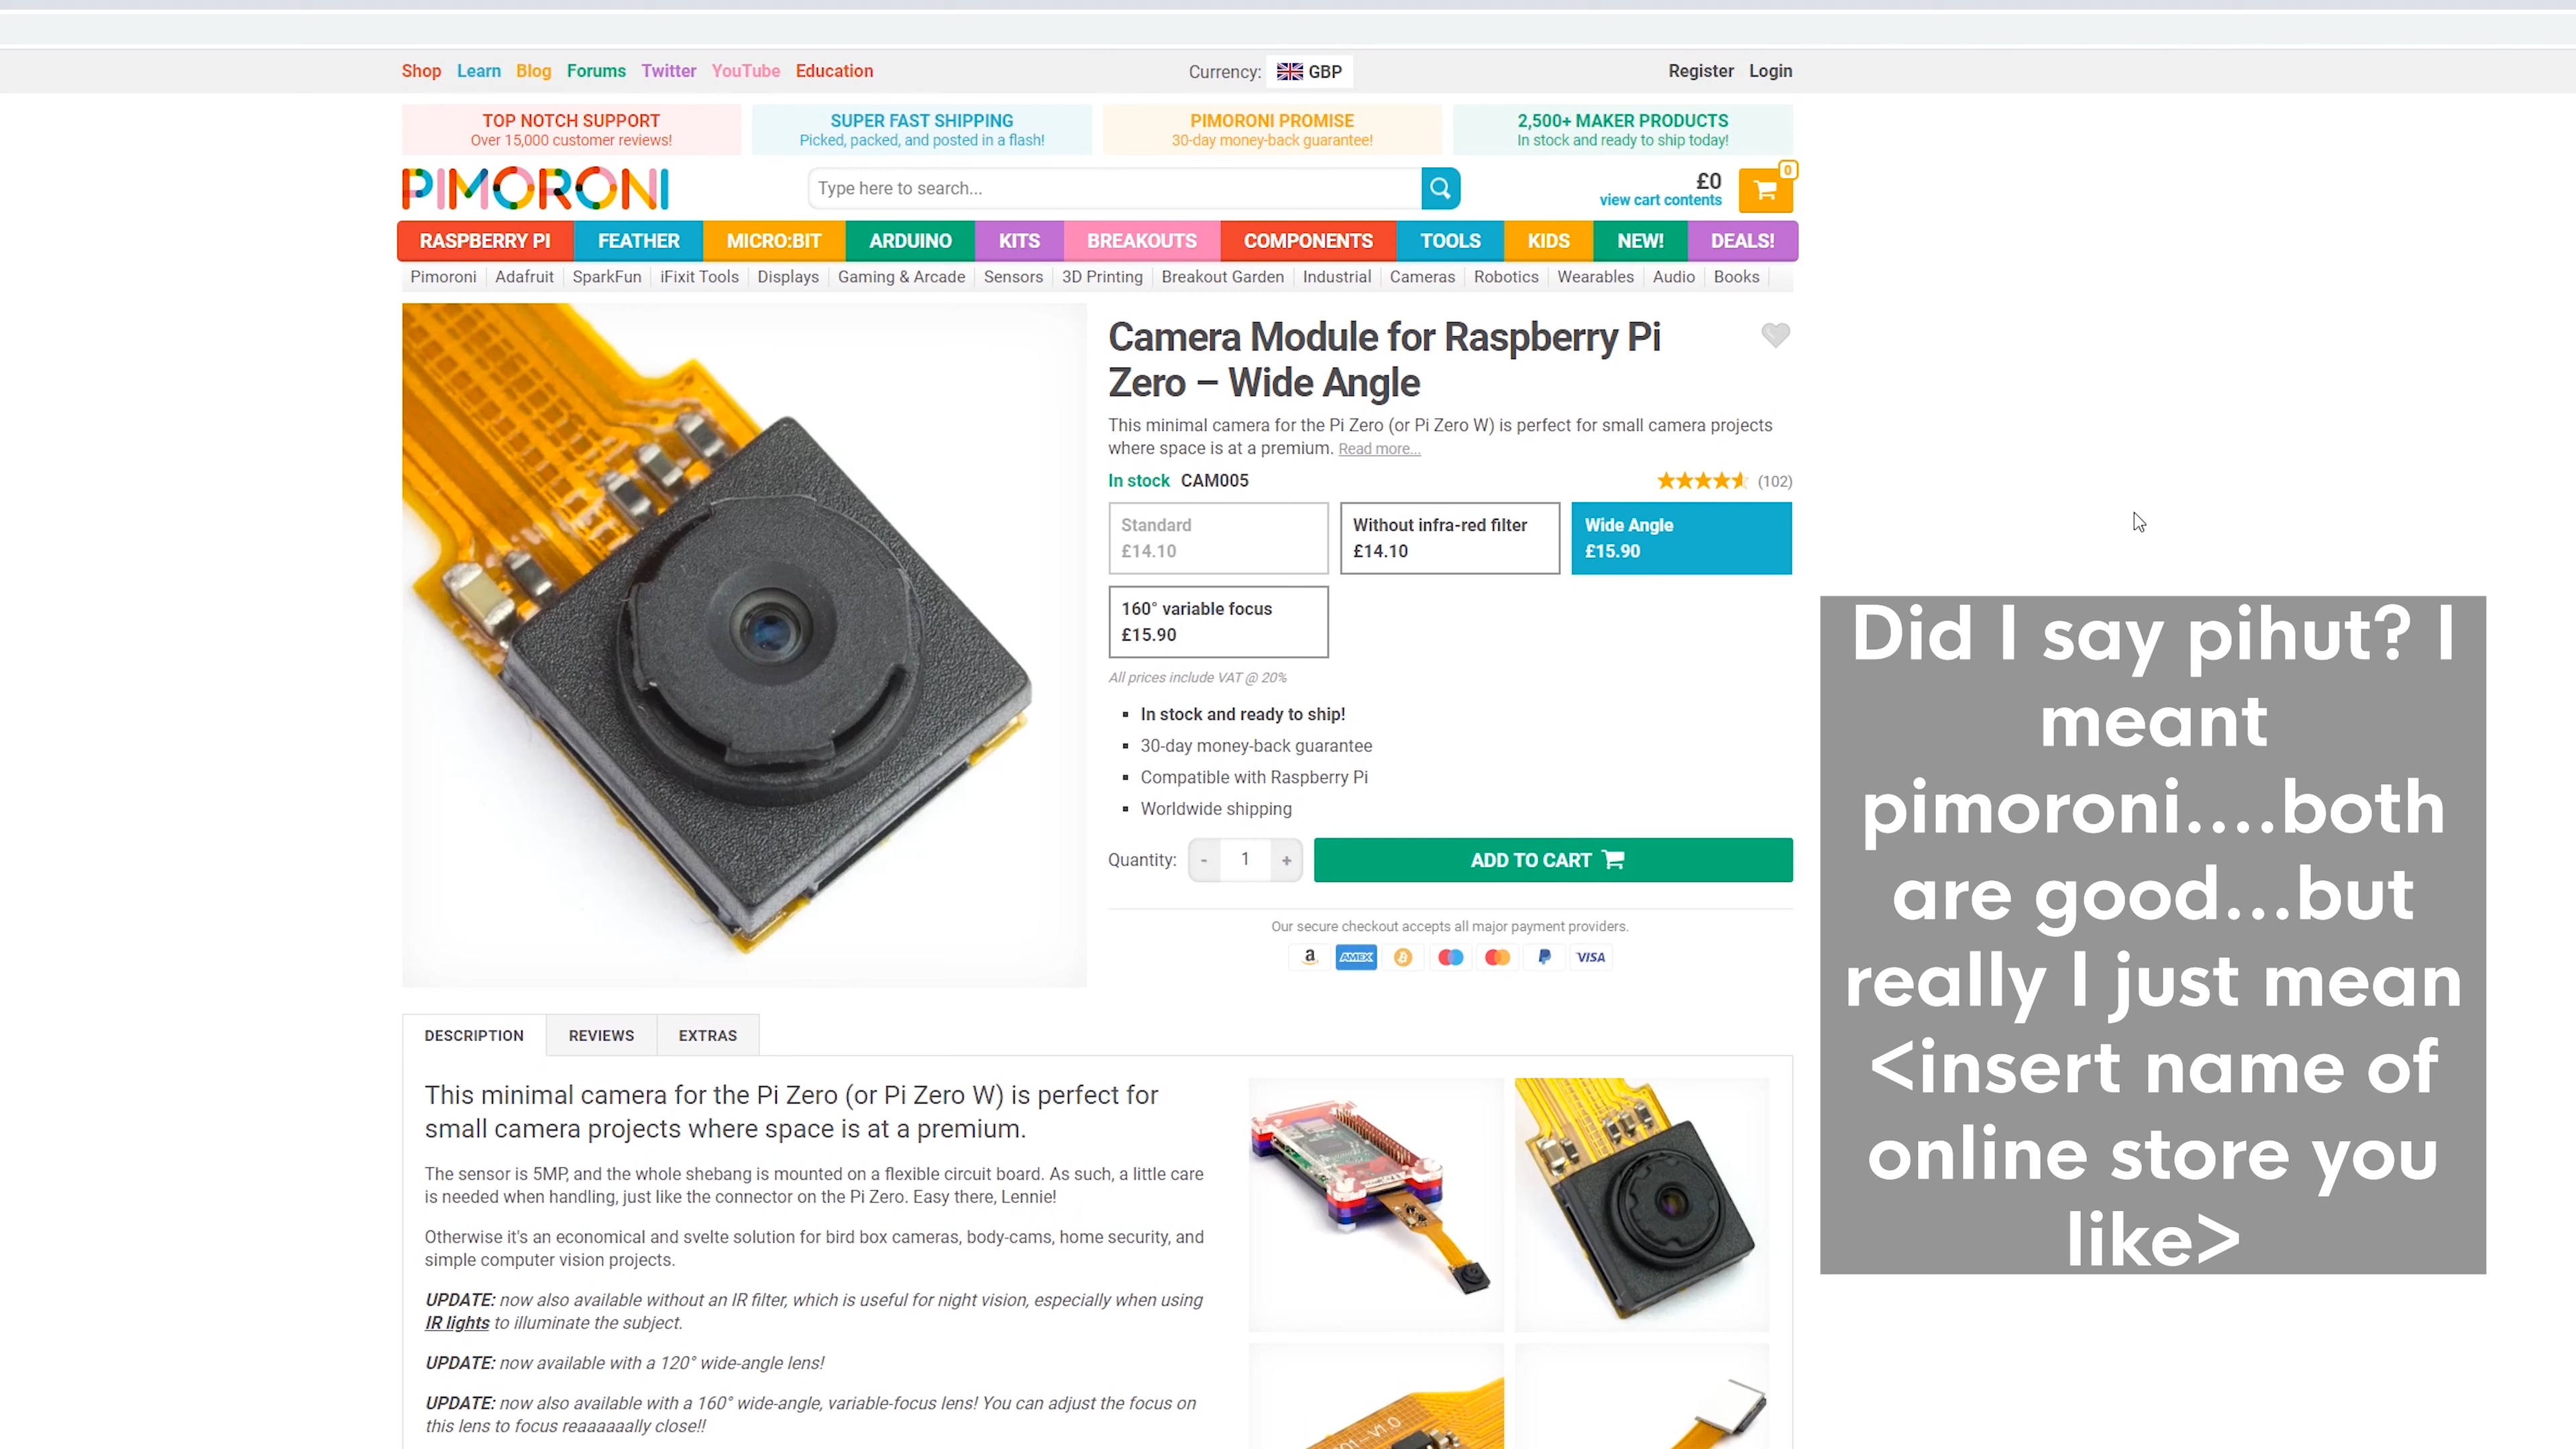 Shop Learn Blog Forums Twitter YouTube Education
Currency: GBP
Register Login
TOP NOTCH SUPPORT
Over 15,000 customer reviews!
SUPER FAST SHIPPING
Picked, packed, and posted in a flash!
PIMORONI PROMISE
30-day money-back guarantee!
2,500+ MAKER PRODUCTS
In stock and ready to ship today!
PIMORONI
Type here to search...
£0
view cart contents
0
RASPBERRY PI FEATHER MICRO:BIT ARDUINO KITS BREAKOUTS COMPONENTS TOOLS KIDS NEW! DEALS!
Pimoroni Adafruit SparkFun iFixit Tools Displays Gaming & Arcade Sensors 3D Printing Breakout Garden Industrial Cameras Robotics Wearables Audio Books
Camera Module for Raspberry Pi
Zero – Wide Angle
This minimal camera for the Pi Zero (or Pi Zero W) is perfect for small camera projects
where space is at a premium. Read more...
In stock CAM005
(102)
Standard
£14.10
Without infra-red filter
£14.10
Wide Angle
£15.90
160° variable focus
£15.90
All prices include VAT @ 20%
In stock and ready to ship!
30-day money-back guarantee
Compatible with Raspberry Pi
Worldwide shipping
Quantity: - 1 + ADD TO CART
Our secure checkout accepts all major payment providers.
a AMEX VISA
Did I say pihut? I
meant
pimoroni....both
are good...but
really I just mean
<insert name of
online store you
like>
DESCRIPTION REVIEWS EXTRAS
This minimal camera for the Pi Zero (or Pi Zero W) is perfect for
small camera projects where space is at a premium.
The sensor is 5MP, and the whole shebang is mounted on a flexible circuit board. As such, a little care
is needed when handling, just like the connector on the Pi Zero. Easy there, Lennie!
Otherwise it's an economical and svelte solution for bird box cameras, body-cams, home security, and
simple computer vision projects.
UPDATE: now also available without an IR filter, which is useful for night vision, especially when using
IR lights to illuminate the subject.
UPDATE: now available with a 120° wide-angle lens!
UPDATE: now also available with a 160° wide-angle, variable-focus lens! You can adjust the focus on
this lens to focus reaaaaaally close!!